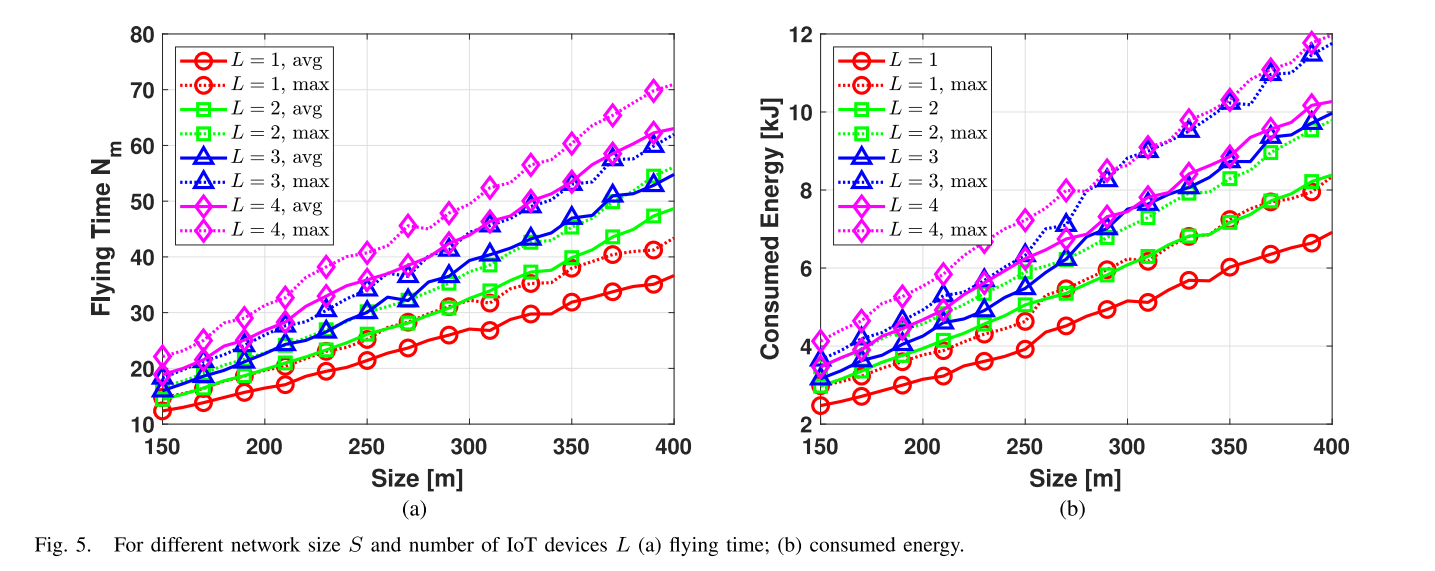 80
70
60
50
40
30
20
10
Flying Time N_m
L = 1, avg
L = 1, max
L = 2, avg
L = 2, max
L = 3, avg
L = 3, max
L = 4, avg
L = 4, max
150 200 250 300 350 400
Size [m]
(a)
12
10
8
6
4
2
Consumed Energy [kJ]
L = 1
L = 1, max
L = 2
L = 2, max
L = 3
L = 3, max
L = 4
L = 4, max
150 200 250 300 350 400
Size [m]
(b)
Fig. 5. For different network size S and number of IoT devices L (a) flying time; (b) consumed energy.